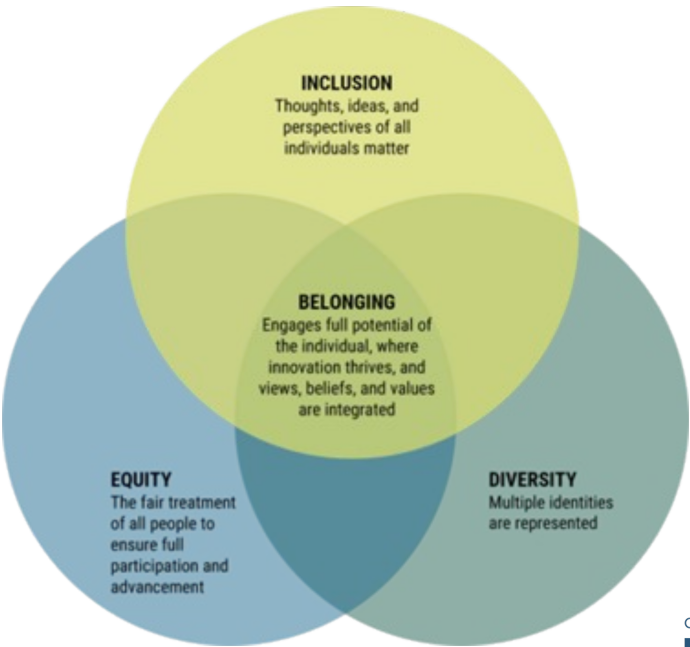 INCLUSION
Thoughts, ideas, and
perspectives of all
individuals matter
BELONGING
Engages full potential of
the individual, where
innovation thrives, and
views, beliefs, and values
are integrated
EQUITY
The fair treatment
of all people to
ensure full
participation and
advancement
DIVERSITY
Multiple identities
are represented